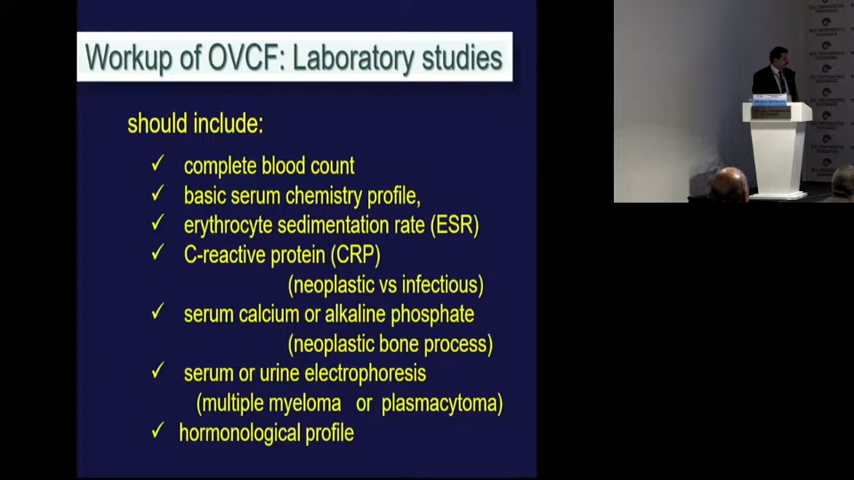 Workup of OVCF: Laboratory studies
should include:
✓ complete blood count
✓ basic serum chemistry profile,
✓ erythrocyte sedimentation rate (ESR)
✓ C-reactive protein (CRP)
(neoplastic vs infectious)
✓ serum calcium or alkaline phosphate
(neoplastic bone process)
✓ serum or urine electrophoresis
(multiple myeloma or plasmacytoma)
✓ hormonological profile